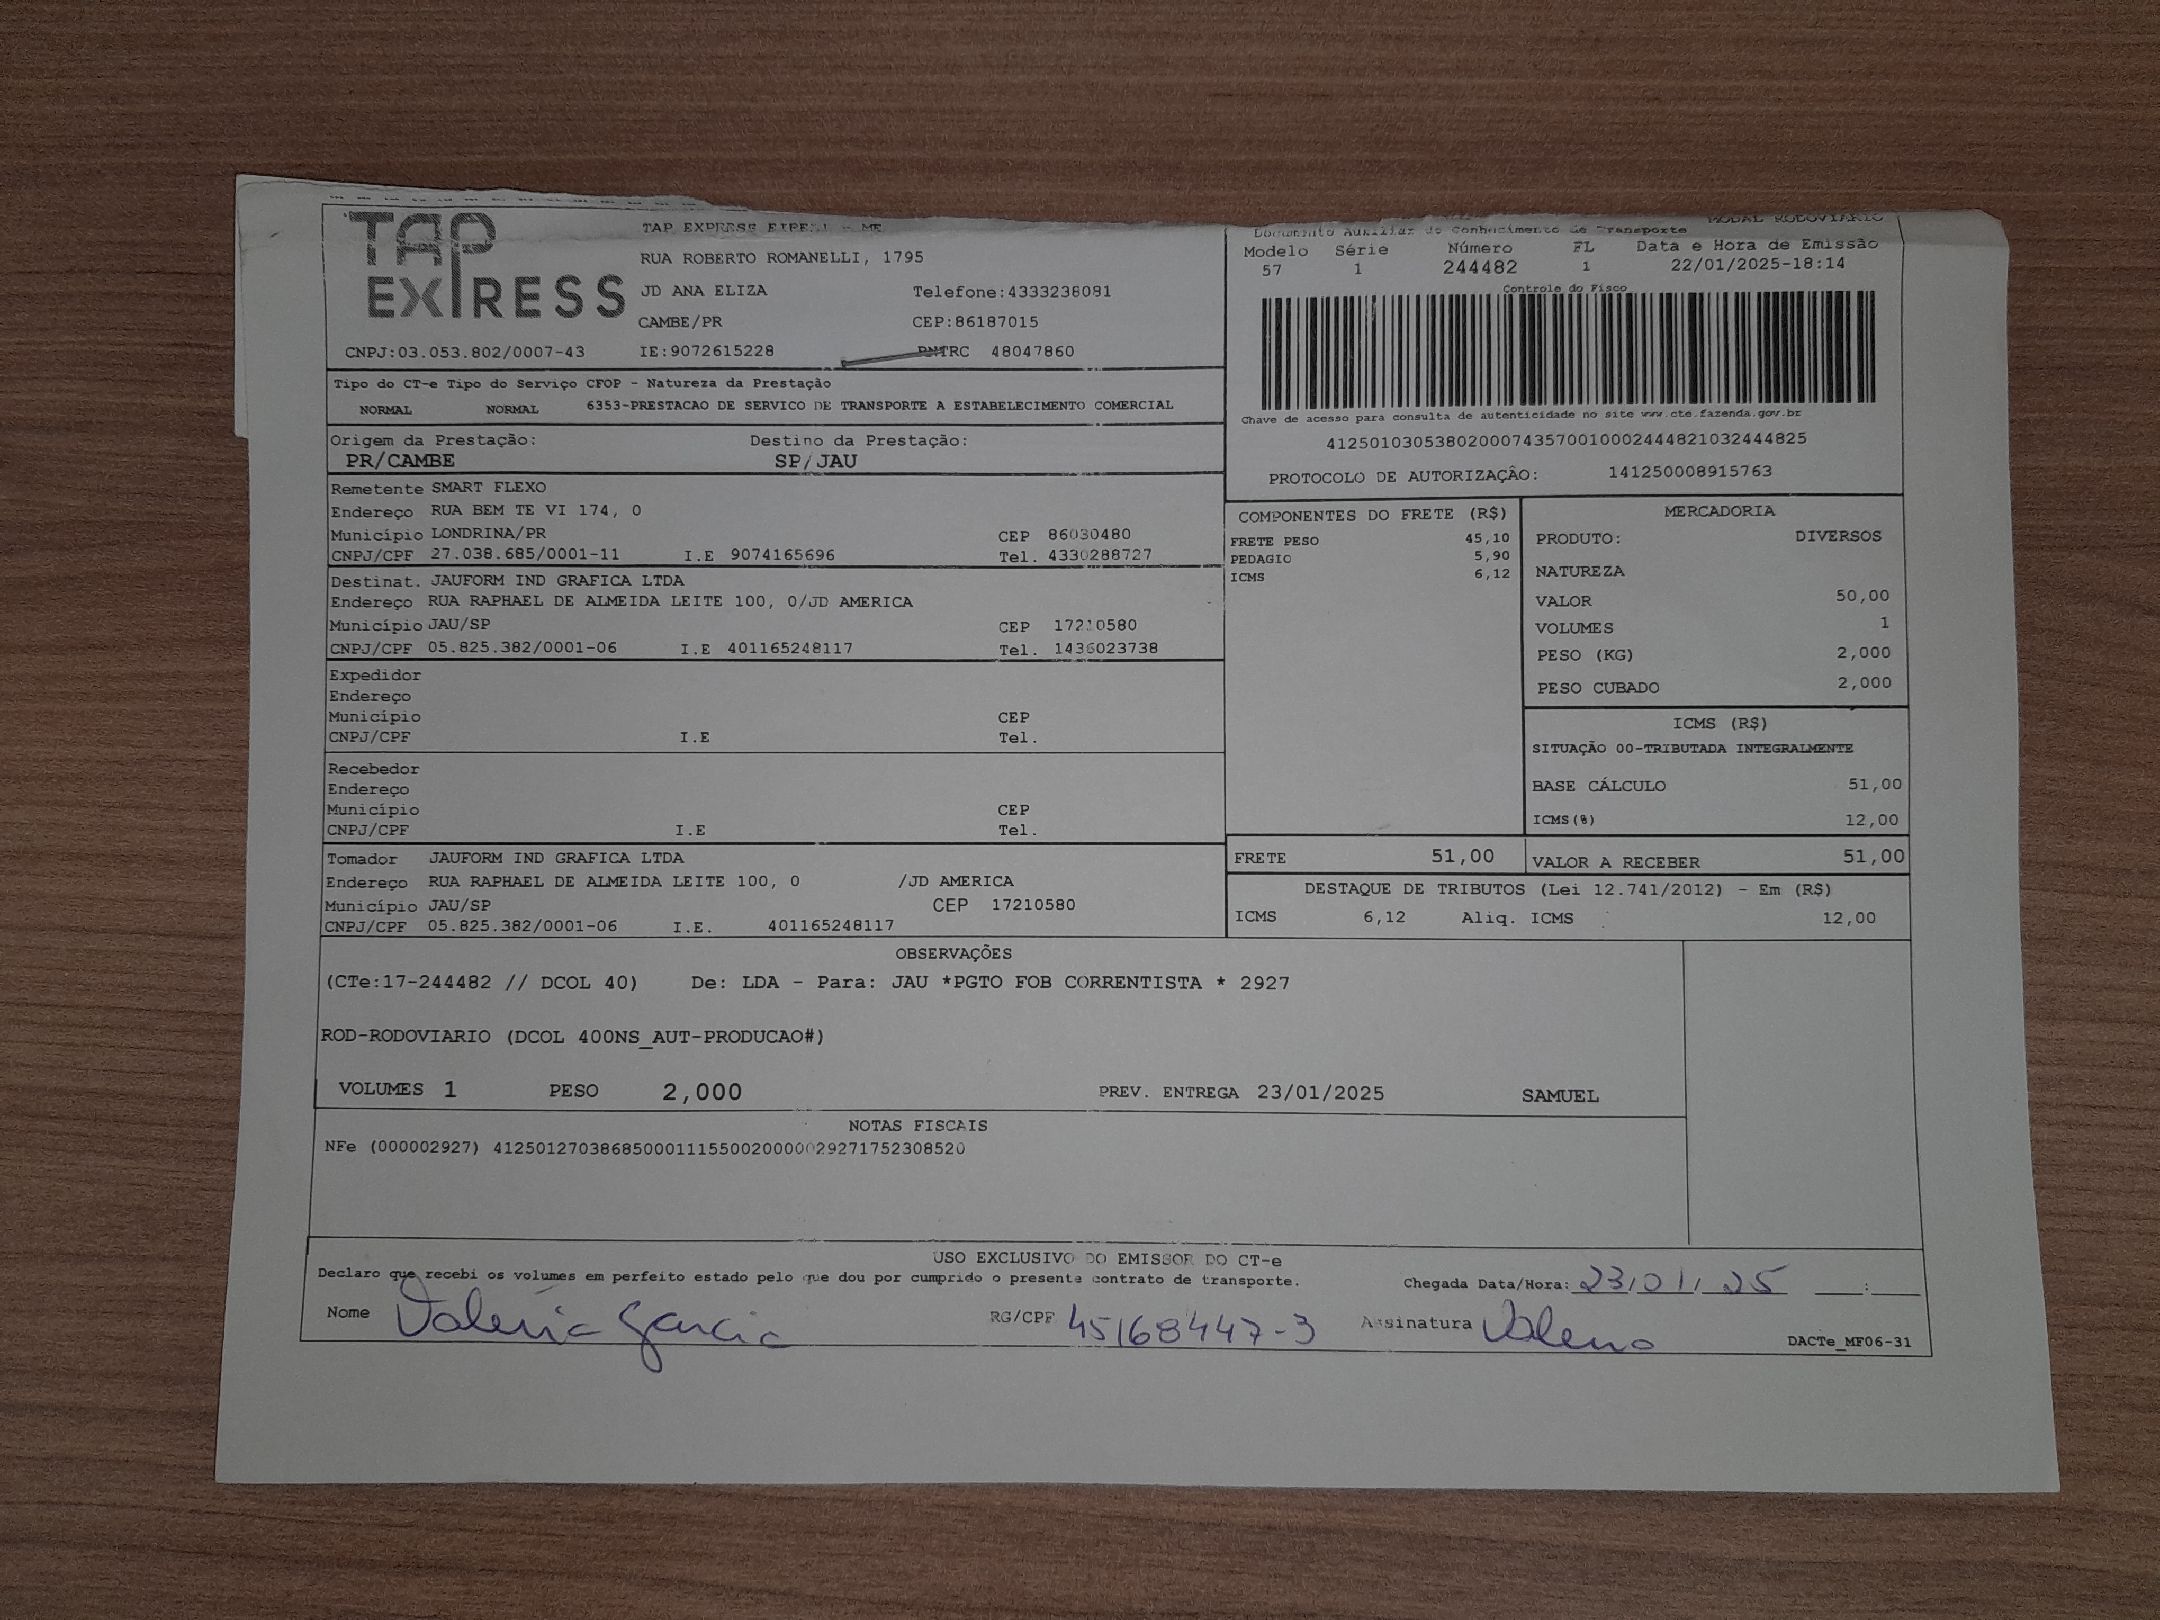 TAP
EXPRESS
TAP EXPRESS EIRELI - ME
RUA ROBERTO ROMANELLI, 1795
JD ANA ELIZA Telefone:4333238081
CAMBE/PR CEP:86187015
CNPJ:03.053.802/0007-43 IE:9072615228 RNTRC 48047860
MODAL RODOVIARIO
Documento Auxiliar do Conhecimento de Transporte
Modelo Série Número FL Data e Hora de Emissão
57 1 244482 1 22/01/2025-18:14
Controle do Fisco
Chave de acesso para consulta de autenticidade no site www.cte.fazenda.gov.br
41250103053802000743570010002444821032444825
PROTOCOLO DE AUTORIZAÇÃO: 141250008915763
Tipo do CT-e Tipo do Serviço CFOP - Natureza da Prestação
NORMAL NORMAL 6353-PRESTACAO DE SERVICO DE TRANSPORTE A ESTABELECIMENTO COMERCIAL
Origem da Prestação: Destino da Prestação:
PR/CAMBE SP/JAU
Remetente SMART FLEXO
Endereço RUA BEM TE VI 174, 0
Município LONDRINA/PR CEP 86030480
CNPJ/CPF 27.038.685/0001-11 I.E 9074165696 Tel. 4330288727
Destinat. JAUFORM IND GRAFICA LTDA
Endereço RUA RAPHAEL DE ALMEIDA LEITE 100, 0/JD AMERICA
Município JAU/SP CEP 17210580
CNPJ/CPF 05.825.382/0001-06 I.E 401165248117 Tel. 1436023738
Expedidor
Endereço
Município CEP
CNPJ/CPF I.E Tel.
Recebedor
Endereço
Município CEP
CNPJ/CPF I.E Tel.
Tomador JAUFORM IND GRAFICA LTDA
Endereço RUA RAPHAEL DE ALMEIDA LEITE 100, 0 /JD AMERICA
Município JAU/SP CEP 17210580
CNPJ/CPF 05.825.382/0001-06 I.E. 401165248117
COMPONENTES DO FRETE (R$)
FRETE PESO 45,10
PEDAGIO 5,90
ICMS 6,12
MERCADORIA
PRODUTO: DIVERSOS
NATUREZA
VALOR 50,00
VOLUMES 1
PESO (KG) 2,000
PESO CUBADO 2,000
ICMS (R$)
SITUAÇÃO 00-TRIBUTADA INTEGRALMENTE
BASE CÁLCULO 51,00
ICMS(%) 12,00
FRETE 51,00 VALOR A RECEBER 51,00
DESTAQUE DE TRIBUTOS (Lei 12.741/2012) - Em (R$)
ICMS 6,12 Aliq. ICMS 12,00
OBSERVAÇÕES
(CTe:17-244482 // DCOL 40) De: LDA - Para: JAU *PGTO FOB CORRENTISTA * 2927
ROD-RODOVIARIO (DCOL 400NS_AUT-PRODUCAO#)
VOLUMES 1 PESO 2,000 PREV. ENTREGA 23/01/2025 SAMUEL
NOTAS FISCAIS
NFe (000002927) 41250127038685000111550020000029271752308520
USO EXCLUSIVO DO EMISSOR DO CT-e
Declaro que recebi os volumes em perfeito estado pelo que dou por cumprido o presente contrato de transporte. Chegada Data/Hora: 23/01/25 :
Nome Valeria Garcia RG/CPF 45168447-3 Assinatura Valeria
DACTe_MF06-31